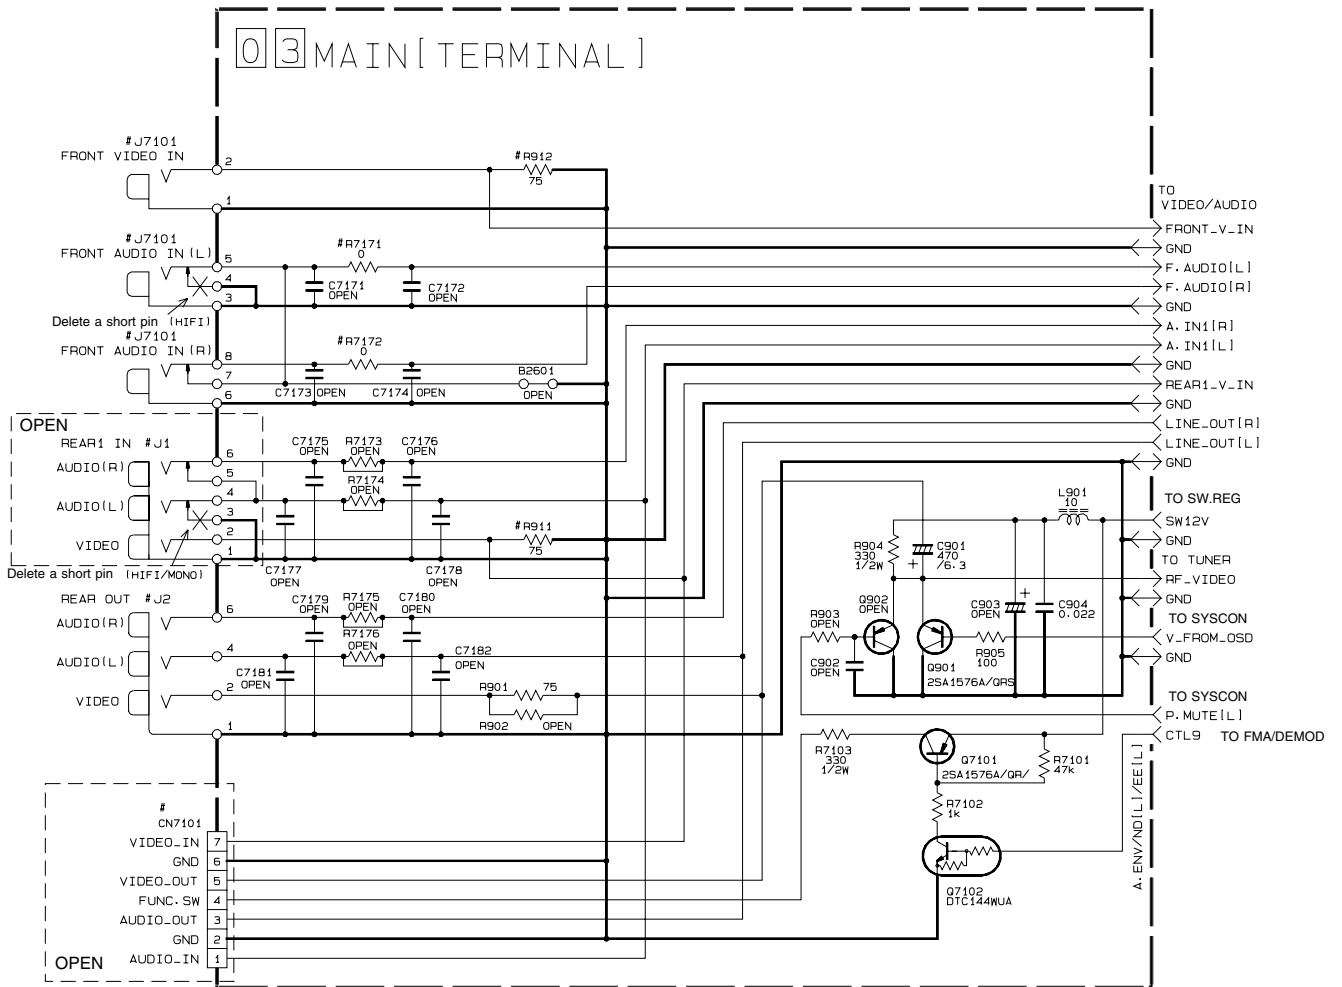 03 MAIN[TERMINAL]
#J7101
FRONT VIDEO IN
2
1
#R912
75
#J7101
FRONT AUDIO IN(L)
5
4
3
#R7171
0
C7171
OPEN
C7172
OPEN
Delete a short pin (HIFI)
#J7101
FRONT AUDIO IN(R)
8
7
6
#R7172
0
C7173 OPEN
C7174 OPEN
B2601
OPEN
OPEN
REAR1 IN #J1
AUDIO(R)
AUDIO(L)
VIDEO
6
5
4
3
2
1
C7175
OPEN
R7173
OPEN
C7176
OPEN
R7174
OPEN
#R911
75
C7177
OPEN
C7178
OPEN
Delete a short pin (HIFI/MONO)
REAR OUT #J2
AUDIO(R)
AUDIO(L)
VIDEO
6
4
2
1
C7179
OPEN
R7175
OPEN
C7180
OPEN
R7176
OPEN
C7181
OPEN
C7182
OPEN
R901 75
R902 OPEN
#
CN7101
VIDEO_IN 7
GND 6
VIDEO_OUT 5
FUNC.SW 4
AUDIO_OUT 3
GND 2
AUDIO_IN 1
OPEN
TO
VIDEO/AUDIO
FRONT_V_IN
GND
F.AUDIO[L]
F.AUDIO[R]
GND
A.IN1[R]
A.IN1[L]
GND
REAR1_V_IN
GND
LINE_OUT[R]
LINE_OUT[L]
GND
TO SW.REG
SW12V
GND
TO TUNER
RF_VIDEO
GND
TO SYSCON
V_FROM_OSD
GND
TO SYSCON
P.MUTE[L]
CTL9 TO FMA/DEMOD
L901
10
R904
330
1/2W
C901
470
/6.3
+
R903
OPEN
Q902
OPEN
C903
OPEN
+
C904
0.022
C902
OPEN
R905
100
Q901
2SA1576A/QRS
R7103
330
1/2W
Q7101
2SA1576A/QR/
R7101
47k
R7102
1k
Q7102
DTC144WUA
A.ENV/ND[L]/EE[L]